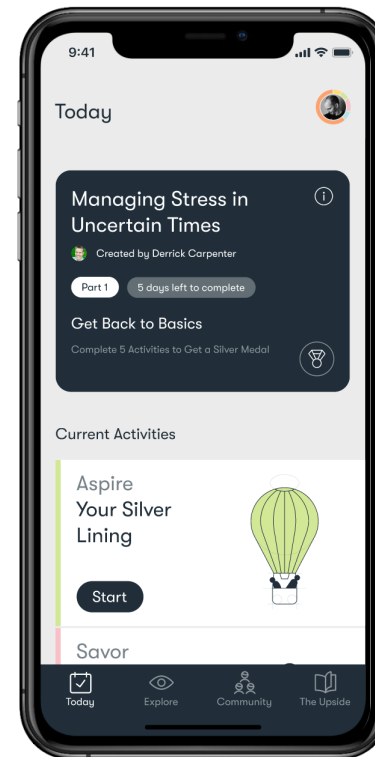 9:41
Today
Managing Stress in
Uncertain Times
Created by Derrick Carpenter
Part 1
5 days left to complete
Get Back to Basics
Complete 5 Activities to Get a Silver Medal
Current Activities
Aspire
Your Silver
Lining
Start
Savor
Today
Explore
Community
The Upside